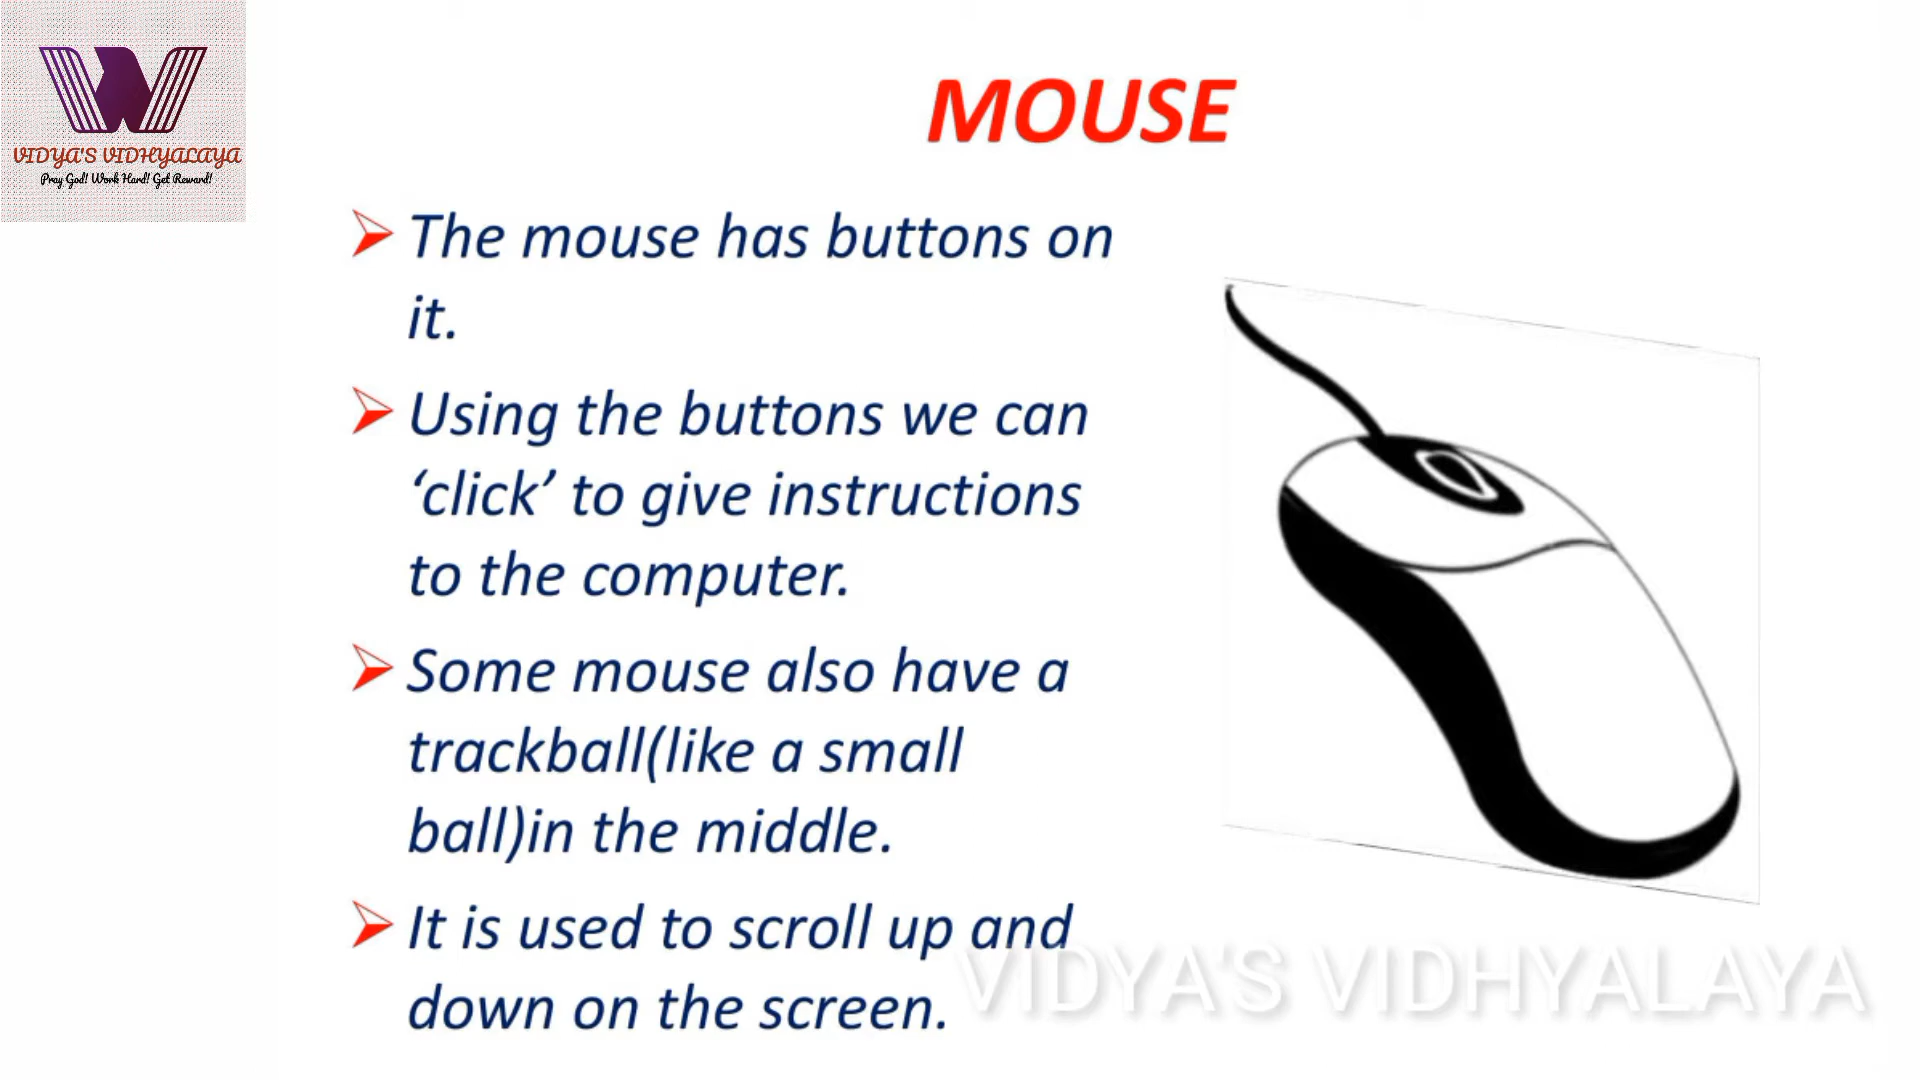 VIDYA'S VIDHYALAYA
Pray God! Work Hard! Get Reward!
MOUSE
The mouse has buttons on
it.
Using the buttons we can
‘click’ to give instructions
to the computer.
Some mouse also have a
trackball(like a small
ball)in the middle.
It is used to scroll up and
down on the screen.
VIDYA'S VIDHYALAYA